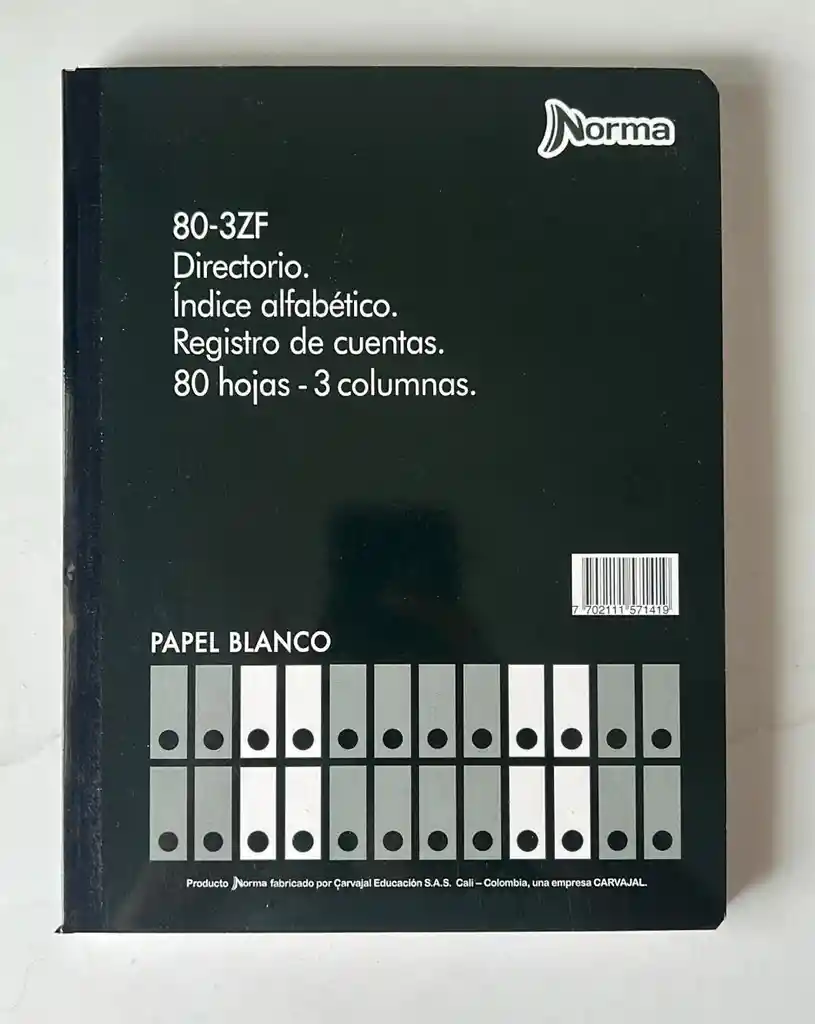 Norma
80-3ZF
Directorio.
Índice alfabético.
Registro de cuentas.
80 hojas - 3 columnas.
7 702111 571419
PAPEL BLANCO
Producto Norma fabricado por Carvajal Educación S.A.S. Cali – Colombia, una empresa CARVAJAL.